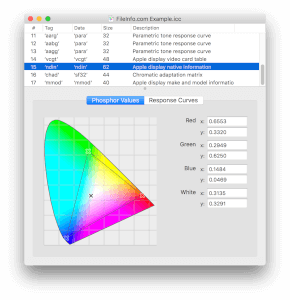 FileInfo.com Example.icc
# Tag Data Size Description
11 'aarg' 'para' 32 Parametric tone response curve
12 'aabg' 'para' 32 Parametric tone response curve
13 'aagg' 'para' 32 Parametric tone response curve
14 'vcgt' 'vcgt' 48 Apple display video card table
15 'ndin' 'ndin' 62 Apple display native information
16 'chad' 'sf32' 44 Chromatic adaptation matrix
17 'mmod' 'mmod' 40 Apple display make and model informatio
Phosphor Values Response Curves
Red x: 0.6553
y: 0.3320
Green x: 0.2949
y: 0.6250
Blue x: 0.1484
y: 0.0469
White x: 0.3135
y: 0.3291